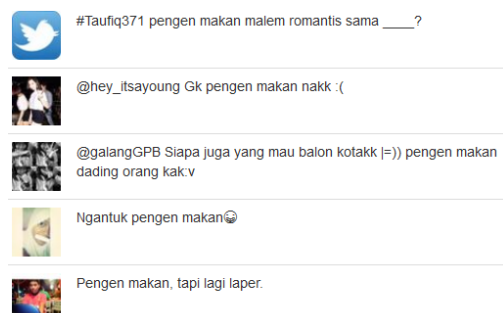 #Taufiq371 pengen makan malem romantis sama ____?
@hey_itsayoung Gk pengen makan nakk :(
@galangGPB Siapa juga yang mau balon kotakk |=)) pengen makan
dading orang kak:v
Ngantuk pengen makan😂
Pengen makan, tapi lagi laper.